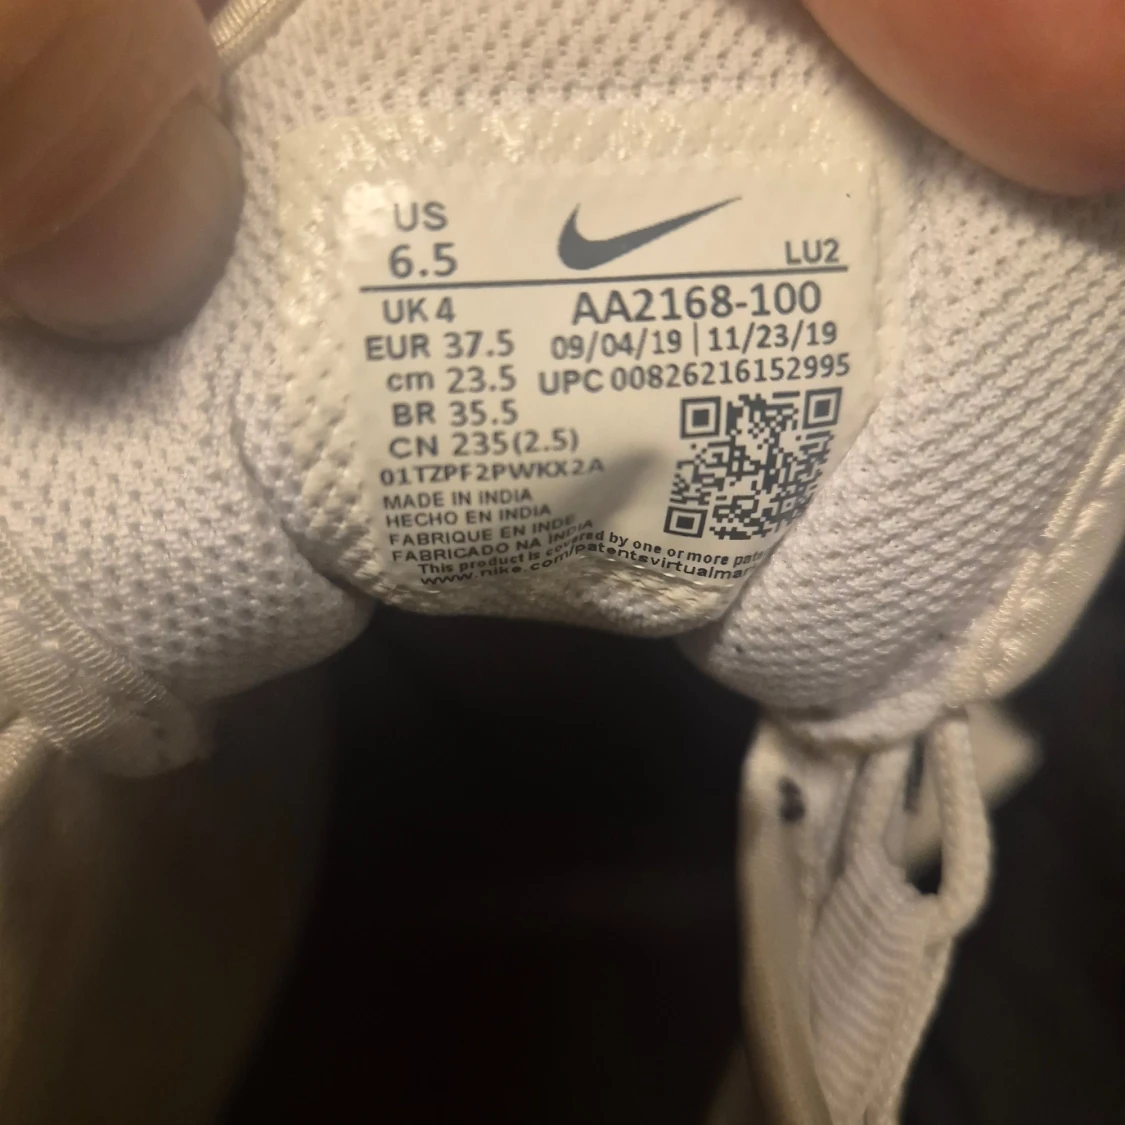 US
6.5
LU2
UK 4
AA2168-100
EUR 37.5
09/04/19 | 11/23/19
cm 23.5
UPC 00826216152995
BR 35.5
CN 235(2.5)
01TZPF2PWKX2A
MADE IN INDIA
HECHO EN INDIA
FABRIQUE EN INDE
FABRICADO NA INDIA
This product is covered by one or more
www.nike.com/patentsvirtualmar